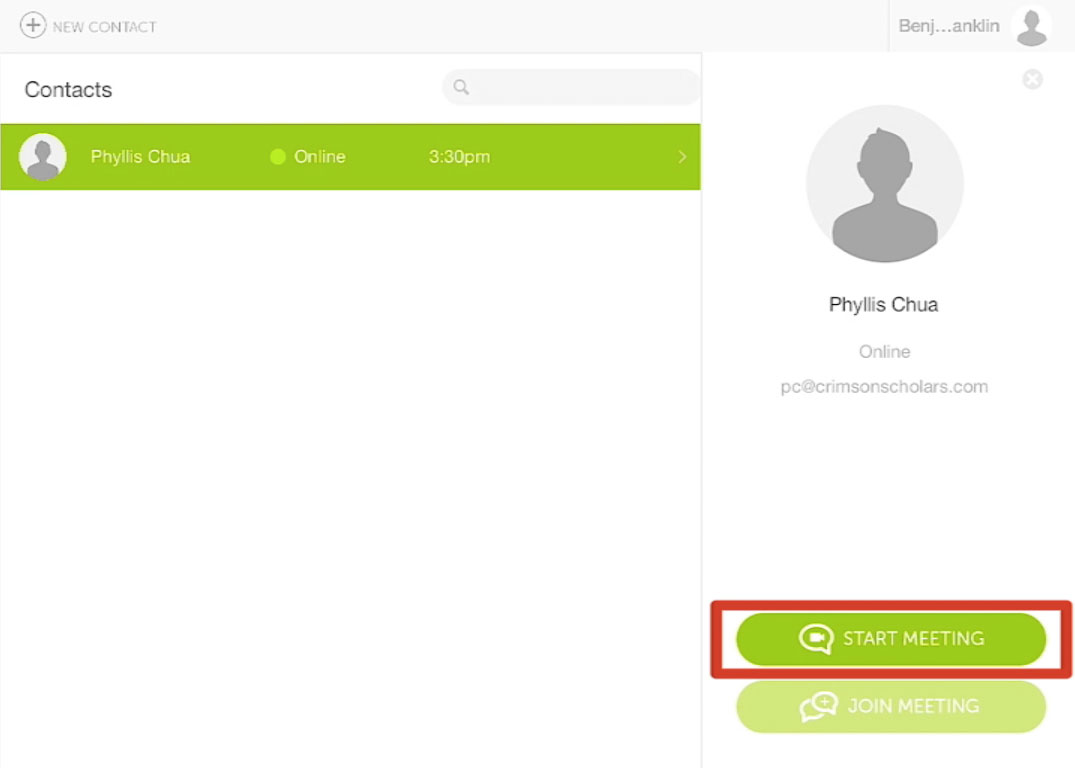 NEW CONTACT
Benj...anklin
Contacts
Phyllis Chua Online 3:30pm
Phyllis Chua
Online
pc@crimsonscholars.com
START MEETING
JOIN MEETING